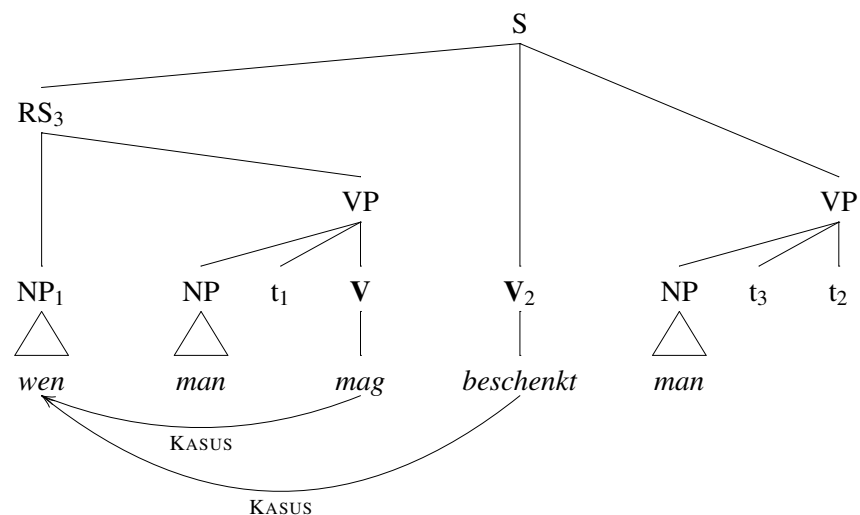 S
RS₃
VP VP
NP₁ NP t₁ V V₂ NP t₃ t₂
wen man mag beschenkt man
KASUS
KASUS